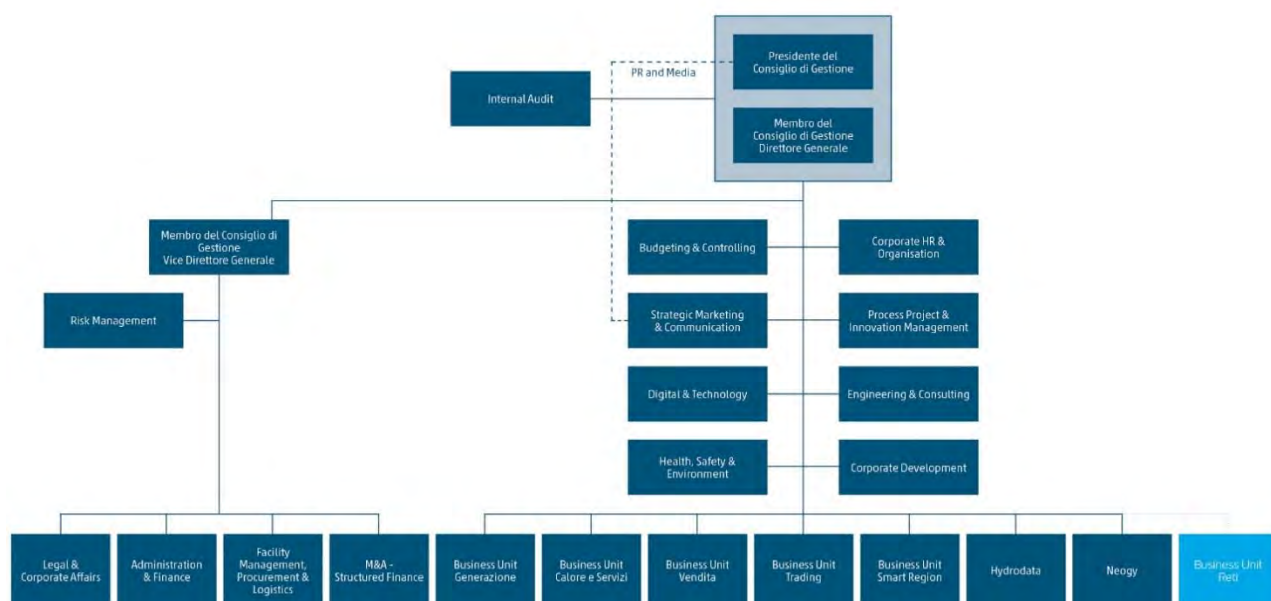 Presidente del
Consiglio di Gestione
PR and Media
Internal Audit
Membro del
Consiglio di Gestione
Direttore Generale
Membro del Consiglio di
Gestione
Vice Direttore Generale
Budgeting & Controlling
Corporate HR &
Organisation
Risk Management
Strategic Marketing
& Communication
Process Project &
Innovation Management
Digital & Technology
Engineering & Consulting
Health, Safety &
Environment
Corporate Development
Legal &
Corporate Affairs
Administration
& Finance
Facility
Management,
Procurement &
Logistics
M&A -
Structured Finance
Business Unit
Generazione
Business Unit
Calore e Servizi
Business Unit
Vendita
Business Unit
Trading
Business Unit
Smart Region
Hydrodata
Neogy
Business Unit
Reti